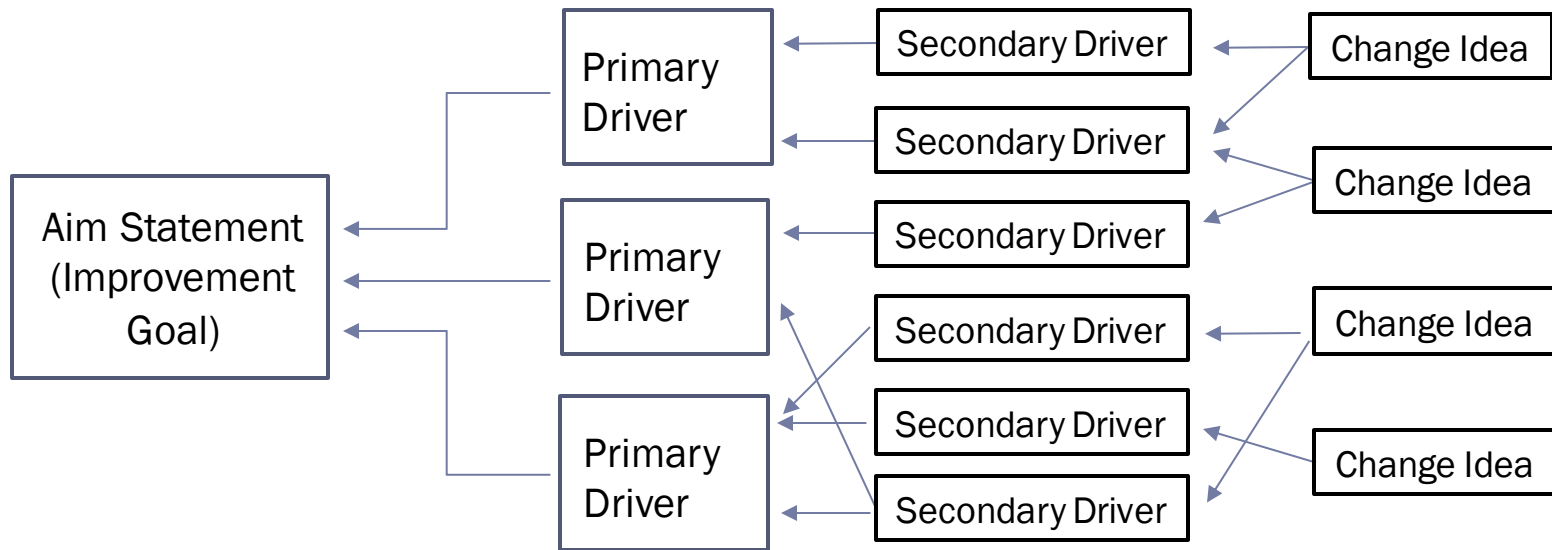 Aim Statement
(Improvement
Goal)
Primary
Driver
Primary
Driver
Primary
Driver
Secondary Driver
Secondary Driver
Secondary Driver
Secondary Driver
Secondary Driver
Secondary Driver
Change Idea
Change Idea
Change Idea
Change Idea